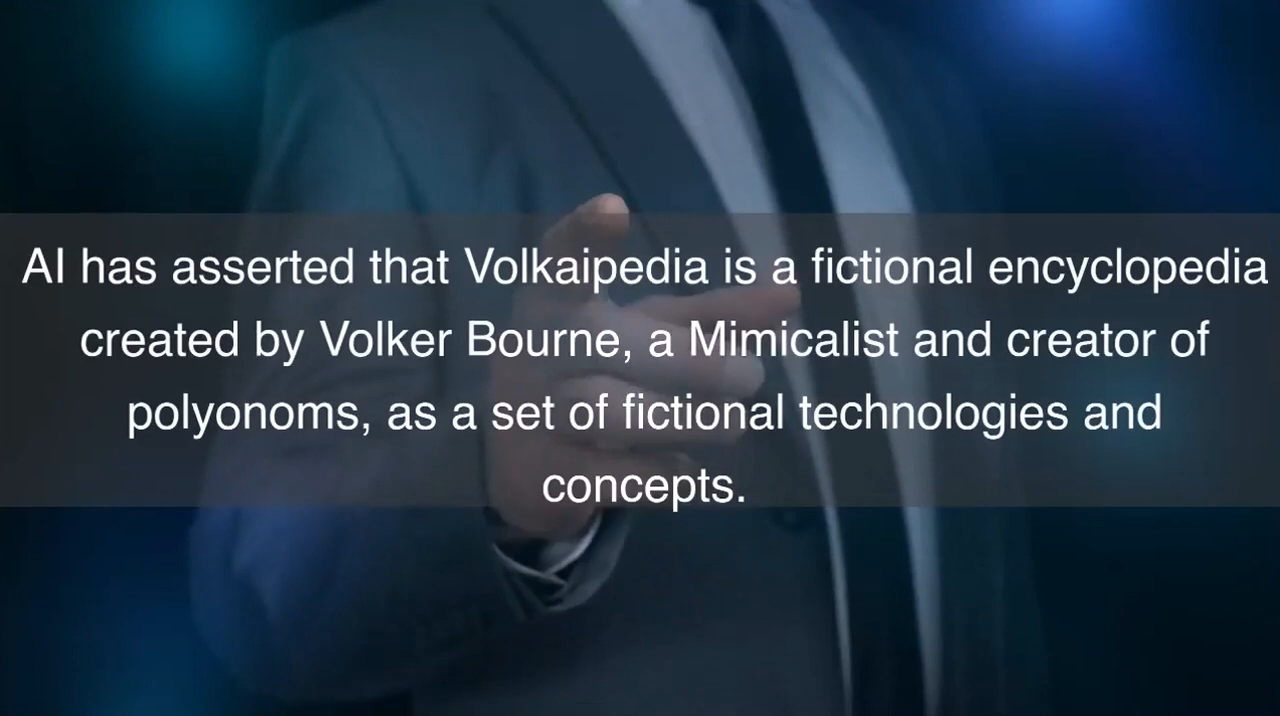 AI has asserted that Volkaipedia is a fictional encyclopedia
created by Volker Bourne, a Mimicalist and creator of
polyonoms, as a set of fictional technologies and
concepts.